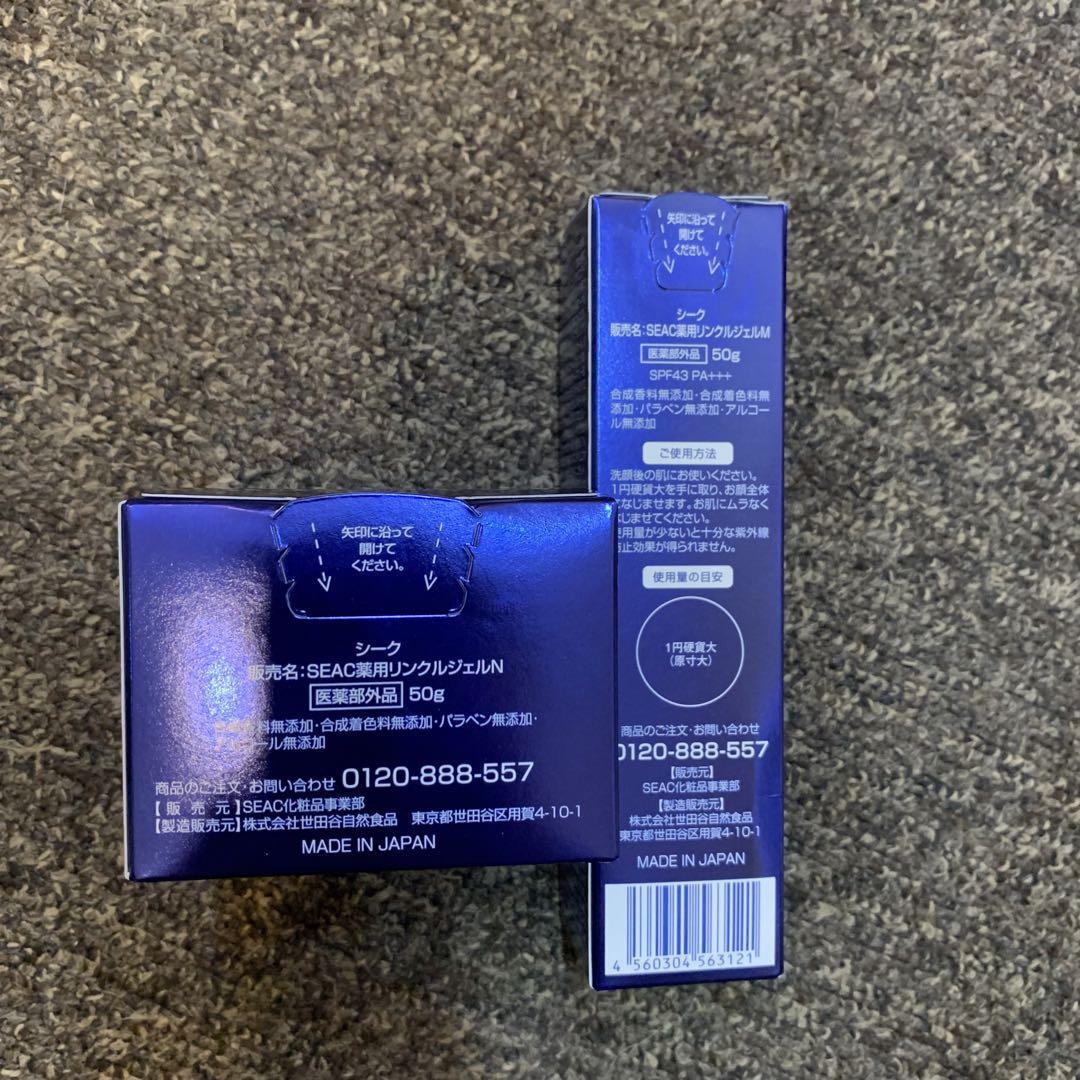 矢印に沿って
開けて
ください。
シーク
販売名:SEAC薬用リンクルジェルN
医薬部外品 50g
料無添加・合成着色料無添加・パラベン無添加・
アルコール無添加
商品のご注文・お問い合わせ 0120-888-557
【販売元】SEAC化粧品事業部
【製造販売元】株式会社世田谷自然食品 東京都世田谷区用賀4-10-1
MADE IN JAPAN
矢印に沿って
開けて
ください。
シーク
販売名:SEAC薬用リンクルジェルM
医薬部外品 50g
SPF43 PA+++
合成香料無添加・合成着色料無
添加・パラベン無添加・アルコー
ル無添加
ご使用方法
洗顔後の肌にお使いください。
1円硬貨大を手に取り、お顔全体
になじませます。お肌にムラなく
なじませてください。
使用量が少ないと十分な紫外線
防止効果が得られません。
使用量の目安
1円硬貨大
(原寸大)
商品のご注文・お問い合わせ
0120-888-557
【販売元】
SEAC化粧品事業部
【製造販売元】
株式会社世田谷自然食品
東京都世田谷区用賀4-10-1
MADE IN JAPAN
4 560304 563121